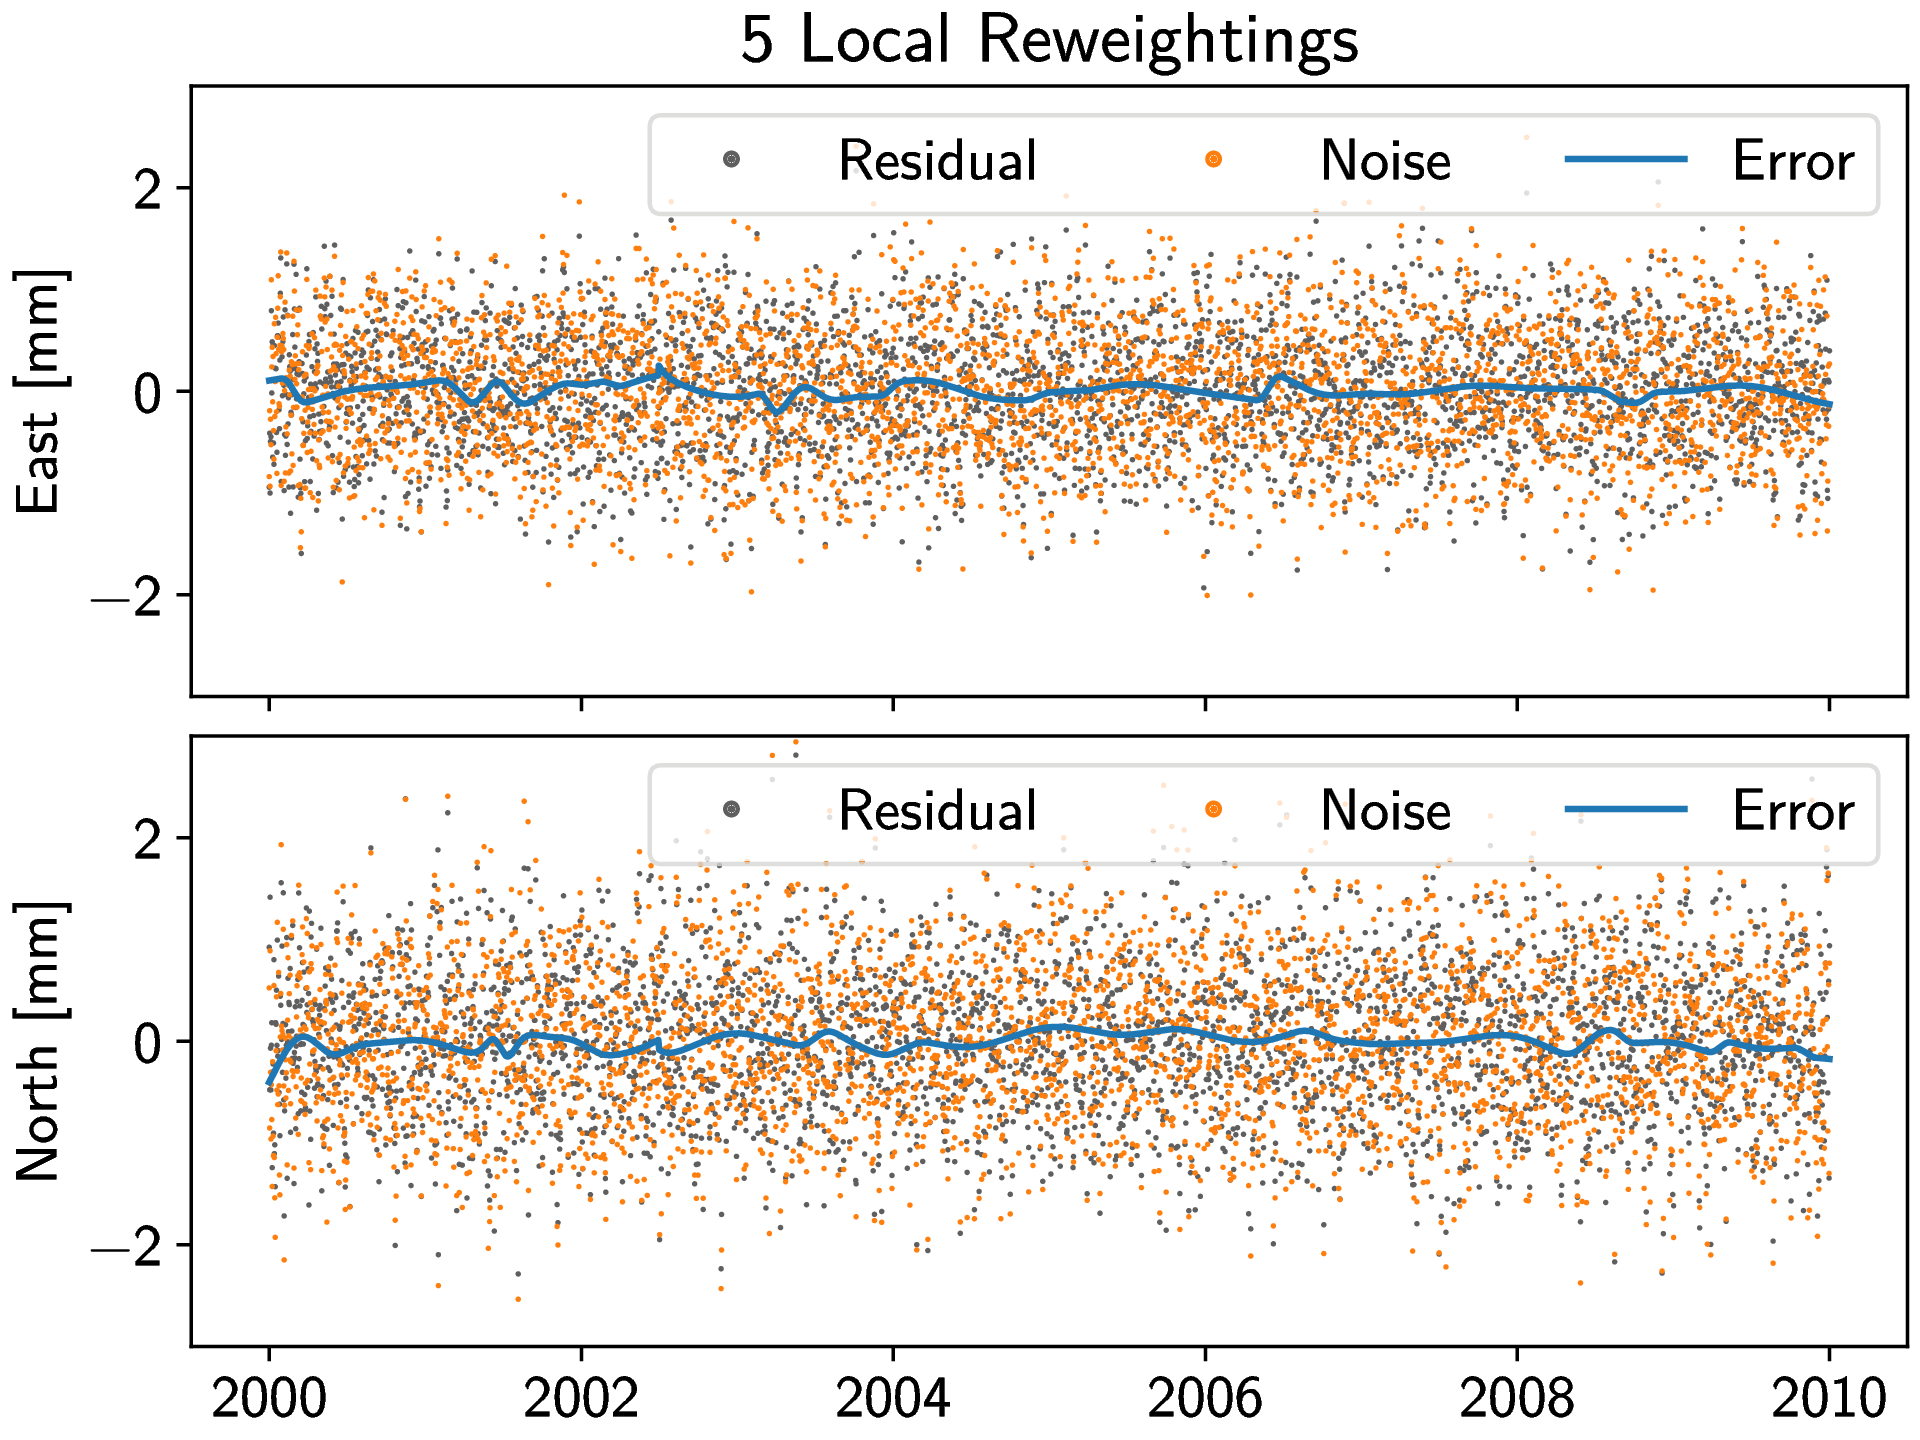 5 Local Reweightings
Residual Noise Error
East [mm]
2
0
−2
Residual Noise Error
North [mm]
2
0
−2
2000 2002 2004 2006 2008 2010